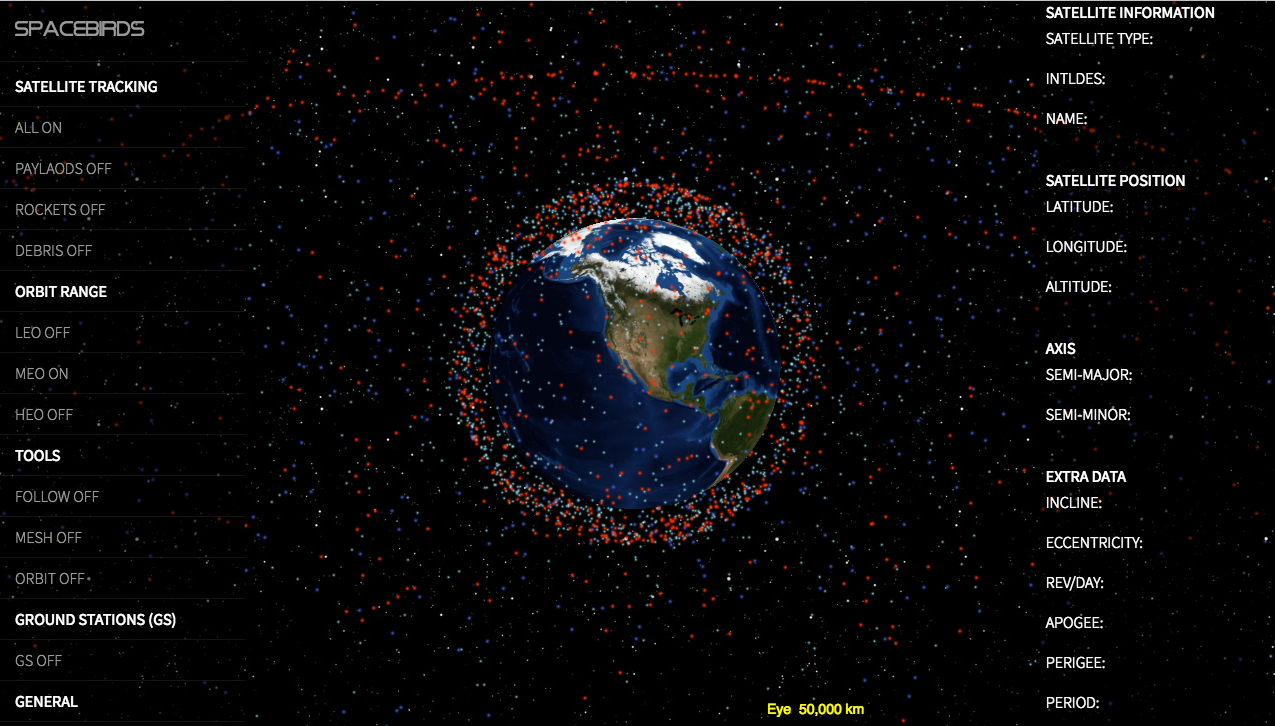 SPACEBIRDS
SATELLITE TRACKING
ALL ON
PAYLAODS OFF
ROCKETS OFF
DEBRIS OFF
ORBIT RANGE
LEO OFF
MEO ON
HEO OFF
TOOLS
FOLLOW OFF
MESH OFF
ORBIT OFF
GROUND STATIONS (GS)
GS OFF
GENERAL
Eye 50,000 km
SATELLITE INFORMATION
SATELLITE TYPE:
INTLDES:
NAME:
SATELLITE POSITION
LATITUDE:
LONGITUDE:
ALTITUDE:
AXIS
SEMI-MAJOR:
SEMI-MINOR:
EXTRA DATA
INCLINE:
ECCENTRICITY:
REV/DAY:
APOGEE:
PERIGEE:
PERIOD: